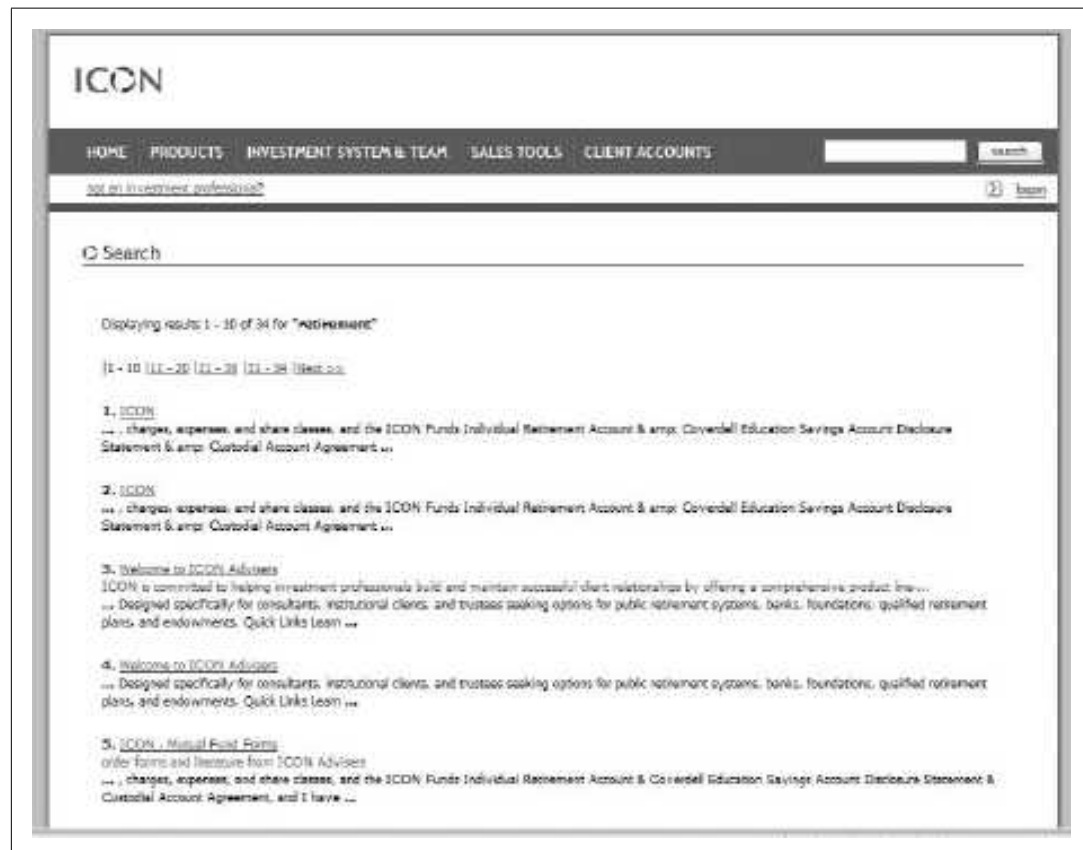 ICON
HOME PRODUCTS INVESTMENT SYSTEM & TEAM SALES TOOLS CLIENT ACCOUNTS search
not an investment professional? login
Search
Displaying results 1 - 10 of 34 for "retirement"
|1 - 10 |11 - 20 |21 - 30 |31 - 34 |Next >>
1. ICON
... , charges, expenses, and share classes, and the ICON Funds Individual Retirement Account & amp; Coverdell Education Savings Account Disclosure
Statement & amp; Custodial Account Agreement ...
2. ICON
... , charges, expenses, and share classes, and the ICON Funds Individual Retirement Account & amp; Coverdell Education Savings Account Disclosure
Statement & amp; Custodial Account Agreement ...
3. Welcome to ICON Advisers
ICON is committed to helping investment professionals build and maintain successful client relationships by offering a comprehensive product line...
... Designed specifically for consultants, institutional clients, and trustees seeking options for public retirement systems, banks, foundations, qualified retirement
plans, and endowments. Quick Links Learn ...
4. Welcome to ICON Advisers
... Designed specifically for consultants, institutional clients, and trustees seeking options for public retirement systems, banks, foundations, qualified retirement
plans, and endowments. Quick Links Learn ...
5. ICON - Mutual Fund Forms
order forms and literature from ICON Advisers
... , charges, expenses, and share classes, and the ICON Funds Individual Retirement Account & Coverdell Education Savings Account Disclosure Statement &
Custodial Account Agreement, and I have ...